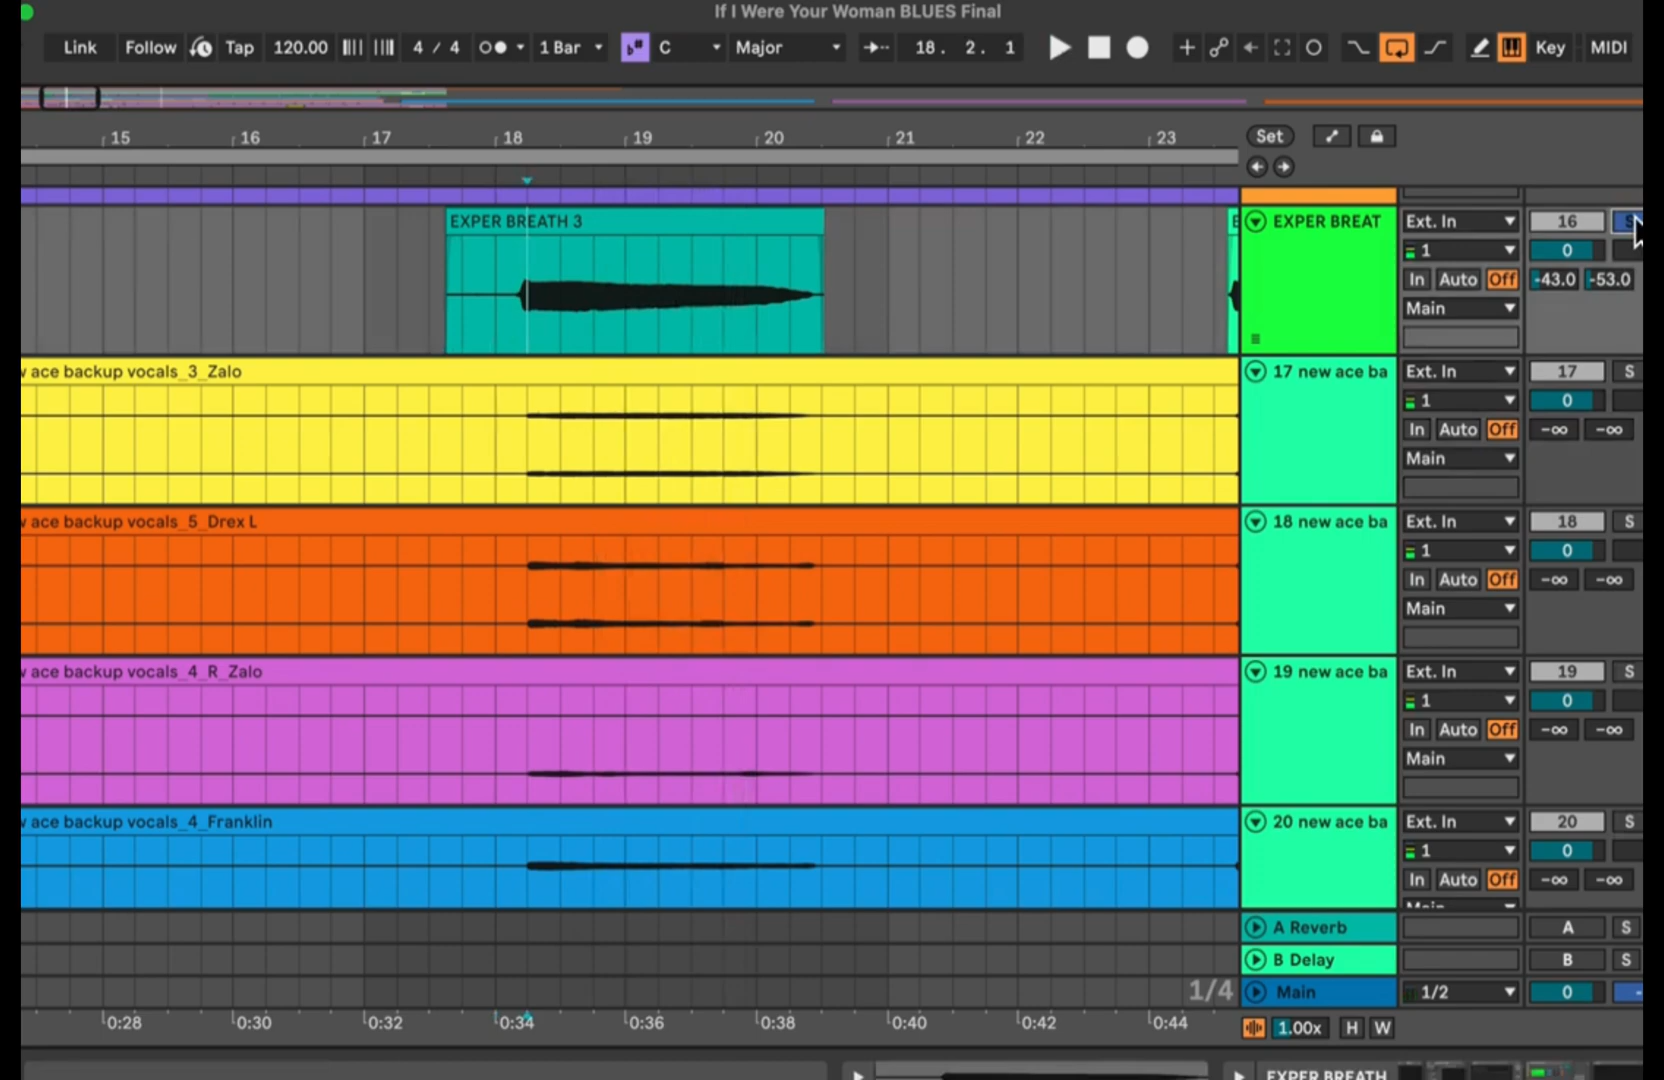 If I Were Your Woman BLUES Final
Link Follow Tap 120.00 4 / 4 1 Bar C Major 18. 2. 1 Key MIDI
15 16 17 18 19 20 21 22 23 Set
EXPER BREATH 3 E EXPER BREAT Ext. In 16 S
1 0
In Auto Off -43.0 -53.0
Main
ace backup vocals_3_Zalo 17 new ace ba Ext. In 17 S
1 0
In Auto Off -∞ -∞
Main
ace backup vocals_5_Drex L 18 new ace ba Ext. In 18 S
1 0
In Auto Off -∞ -∞
Main
ace backup vocals_4_R_Zalo 19 new ace ba Ext. In 19 S
1 0
In Auto Off -∞ -∞
Main
ace backup vocals_4_Franklin 20 new ace ba Ext. In 20 S
1 0
In Auto Off -∞ -∞
Main
A Reverb A S
B Delay B S
1/4 Main 1/2 0
0:28 0:30 0:32 0:34 0:36 0:38 0:40 0:42 0:44 1.00x H W
EXPER BREATH